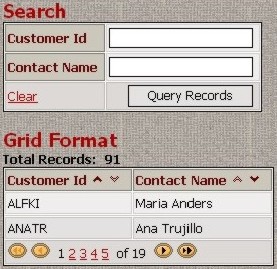 Search
Customer Id
Contact Name
Clear Query Records
Grid Format
Total Records: 91
Customer Id Contact Name
ALFKI Maria Anders
ANATR Ana Trujillo
1 2 3 4 5 of 19